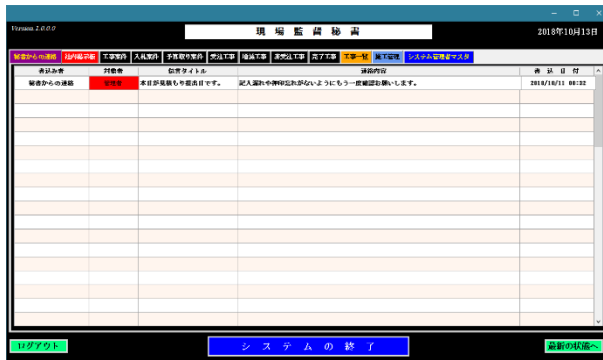 Version 2.0.0.0
現場監督秘書
2018年10月13日
秘書からの連絡 社内掲示板 工事案件 入札案件 予算取り案件 受注工事 追加工事 未受注工事 完了工事 工事一覧 施工管理 システム管理者マスタ
書込み者 対象者 伝言タイトル 連絡内容 書込日付
秘書からの連絡 管理者 本日が見積もり提出日です。 記入漏れや押印忘れがないようにもう一度確認お願いします。 2018/10/11 08:32
ログアウト システムの終了 最新の状態へ